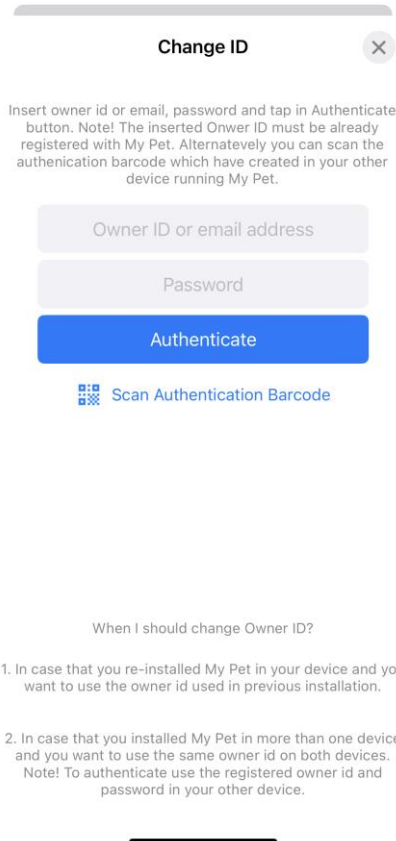 Change ID
Insert owner id or email, password and tap in Authenticate
button. Note! The inserted Onwer ID must be already
registered with My Pet. Alternatevely you can scan the
authenication barcode which have created in your other
device running My Pet.
Owner ID or email address
Password
Authenticate
Scan Authentication Barcode
When I should change Owner ID?
1. In case that you re-installed My Pet in your device and you
want to use the owner id used in previous installation.
2. In case that you installed My Pet in more than one device
and you want to use the same owner id on both devices.
Note! To authenticate use the registered owner id and
password in your other device.